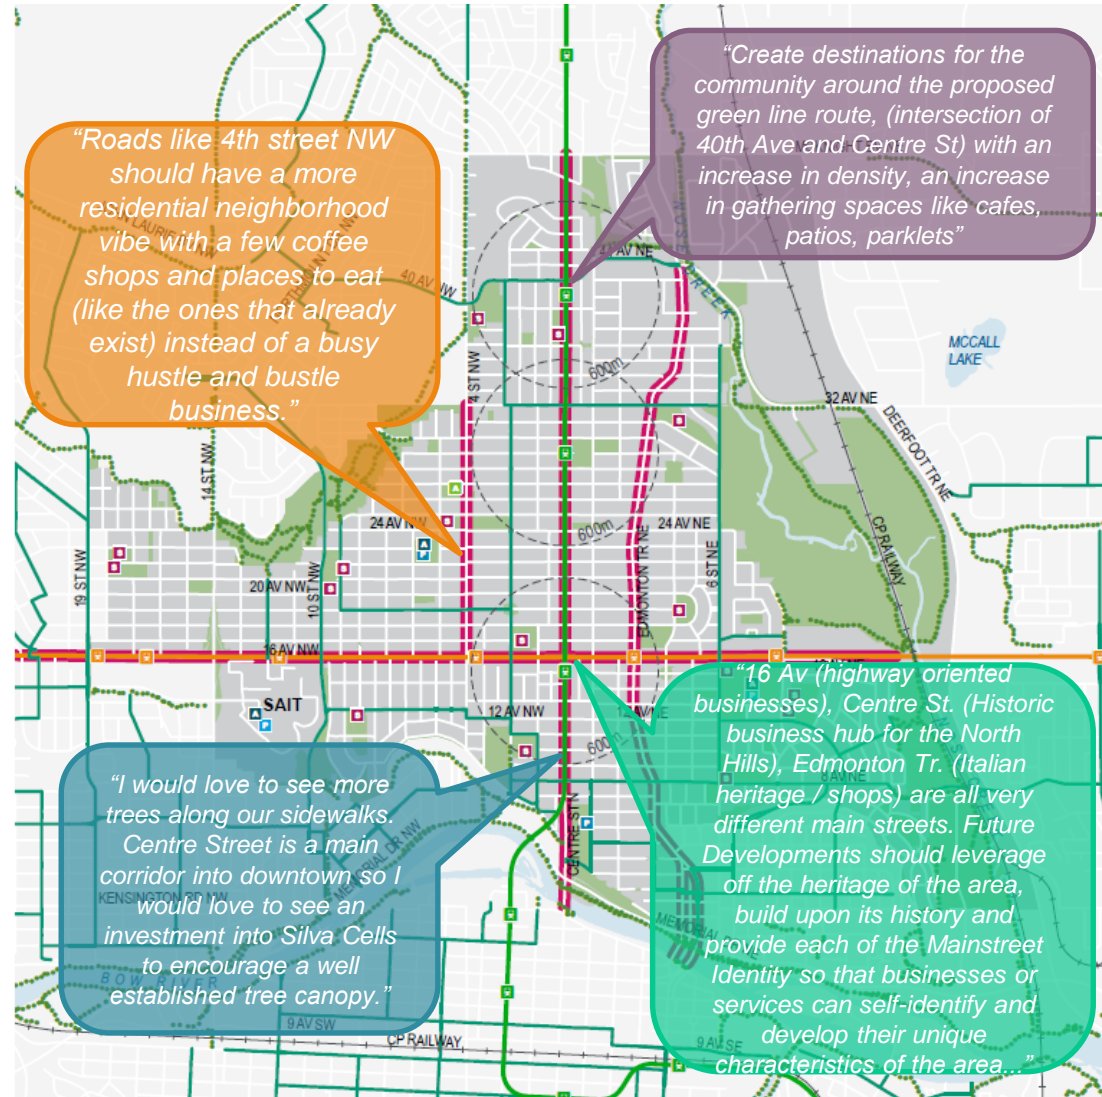 “Create destinations for the
community around the proposed
green line route, (intersection of
40th Ave and Centre St) with an
increase in density, an increase
in gathering spaces like cafes,
patios, parklets”
“Roads like 4th street NW
should have a more
residential neighborhood
vibe with a few coffee
shops and places to eat
(like the ones that already
exist) instead of a busy
hustle and bustle
business.”
NOSE CREEK
40 AV NW
AV NE
600m
4 ST NW
MCCALL
LAKE
32 AV NE
DEERFOOT TR NE
14 ST NW
24 AV NW
600m
24 AV NE
CP RAILWAY
19 ST NW
20 AV NW
10 ST NW
EDMONTON TR NE
6 ST NE
16 AV NW
SAIT
12 AV NW
600m
“16 Av (highway oriented
businesses), Centre St. (Historic
business hub for the North
Hills), Edmonton Tr. (Italian
heritage / shops) are all very
different main streets. Future
Developments should leverage
off the heritage of the area,
build upon its history and
provide each of the Mainstreet
Identity so that businesses or
services can self-identify and
develop their unique
characteristics of the area...”
“I would love to see more
trees along our sidewalks.
Centre Street is a main
corridor into downtown so I
would love to see an
investment into Silva Cells
to encourage a well
established tree canopy.”
8 AV NE
CENTRE ST N
MEMORIAL DR NW
KENSINGTON RD NW
MEMORIAL DR NE
BOW RIVER
9 AV SW
CP RAILWAY
9 AV SE